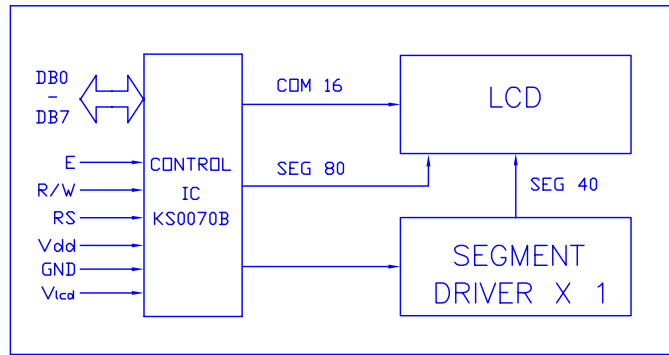 DB0
-
DB7
E
R/W
RS
Vdd
GND
Vlcd
CONTROL
IC
KS0070B
COM 16
SEG 80
LCD
SEG 40
SEGMENT
DRIVER X 1